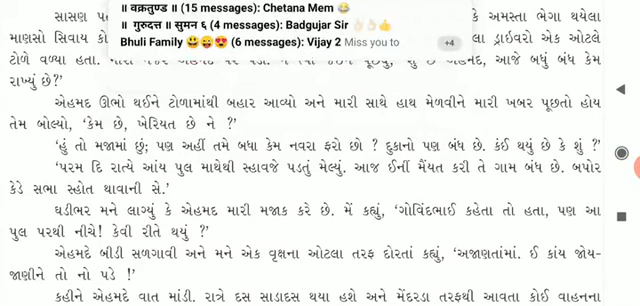 સાસણ
॥ वक्रतुण्ड ॥ (15 messages): Chetana Mem 😂
॥ गुरुदत्त ॥ सुमन ६ (4 messages): Badgujar Sir 👌🏻👌🏻👍
Bhuli Family 😃😜😍 (6 messages): Vijay 2 Miss you to
+4
કે અમસ્તા ભેગા થયેલા
માણસો સિવાય કો
લા ડ્રાઇવરો એક ઓટલે
ટોળે વળ્યા હતા.
આજે બધું બંધ કેમ
રાખ્યું છે?'
એહમદ ઊભો થઈને ટોળામાંથી બહાર આવ્યો અને મારી સાથે હાથ મેળવીને મારી ખબર પૂછતો હોય
તેમ બોલ્યો, 'કેમ છે, ખેરિયત છે ને ?'
'હું તો મજામાં છું; પણ અહીં તમે બધા કેમ નવરા ફરો છો ? દુકાનો પણ બંધ છે. કંઈ થયું છે કે શું ?'
'પરમ દિ રાત્યે આંય પુલ માથેથી સ્હાવજે પડતું મેલ્યું. આજ ઈની મૈંયત કરી તે ગામ બંધ છે. બપોર
કેડે સભા સ્હોત થાવાની સે.'
ઘડીભર મને લાગ્યું કે એહમદ મારી મજાક કરે છે. મેં કહ્યું, 'ગોવિંદભાઈ કહેતા તો હતા, પણ આ
પુલ પરથી નીચે! કેવી રીતે થયું ?'
એહમદે બીડી સળગાવી અને મને એક વૃક્ષના ઓટલા તરફ દોરતાં કહ્યું, 'અજાણતાંમાં. ઈ કાંય જોય-
જાણીને તો નો પડે !'
કહીને એહમદે વાત માંડી. રાત્રે દસ સાડાદસ થયા હશે અને મેંદરડા તરફથી આવતા કોઈ વાહનના